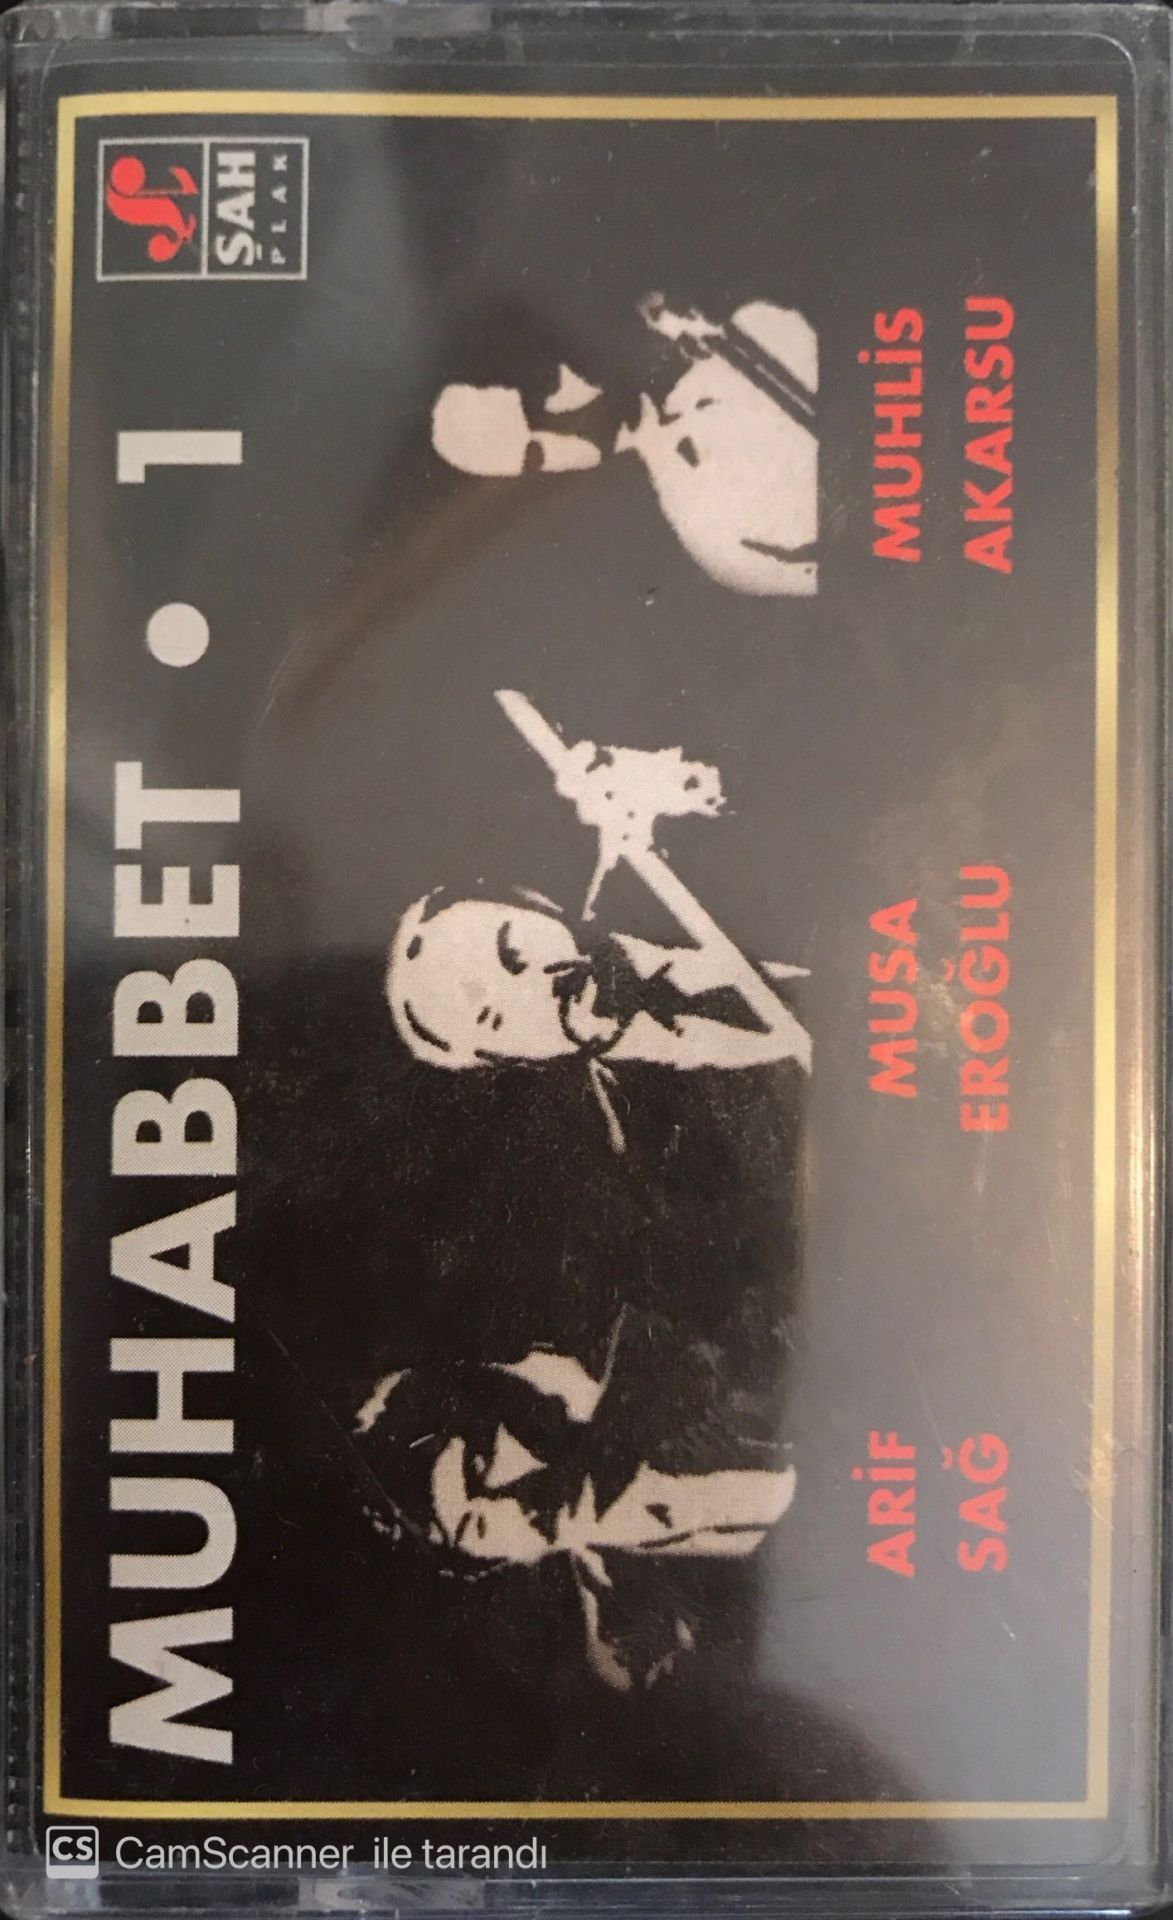 MUHABBET • 1
ŞAH
PLAK
ARİF
SAĞ
MUSA
EROĞLU
MUHLİS
AKARSU
CS CamScanner ile tarandı